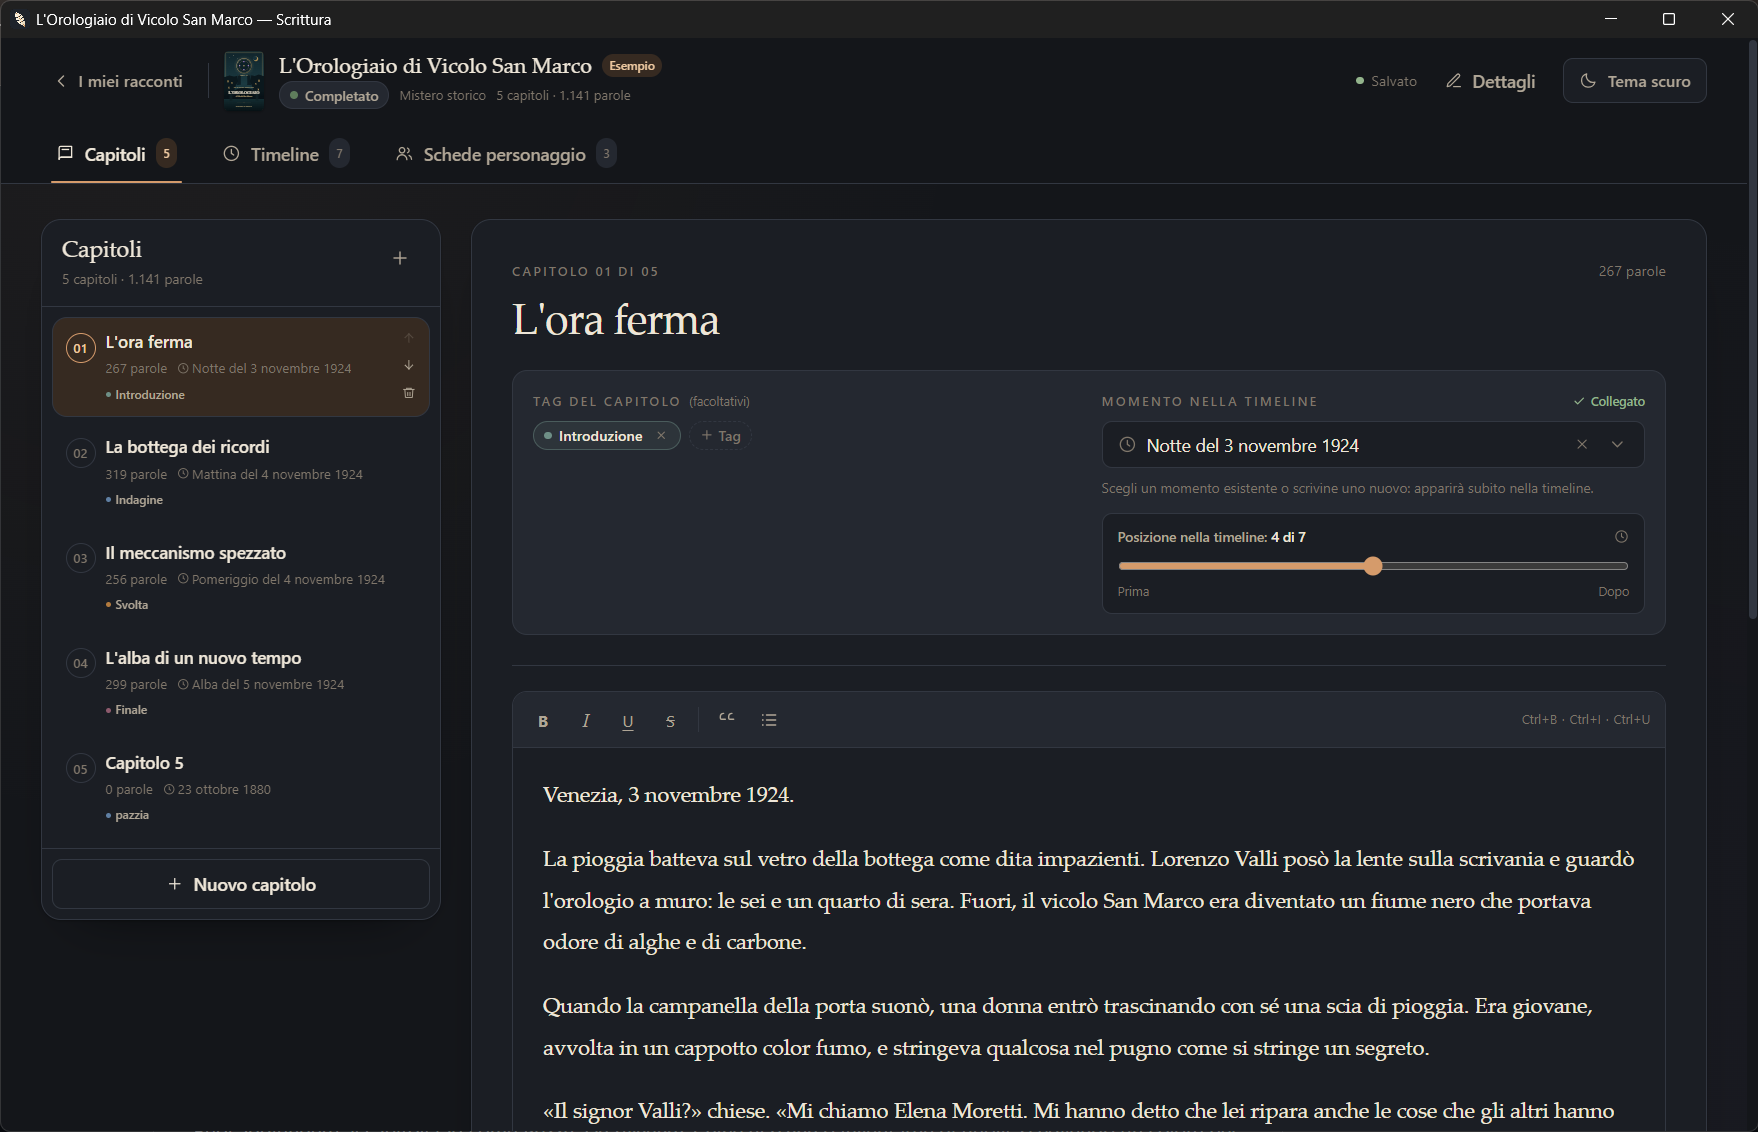 L'Orologiaio di Vicolo San Marco — Scrittura
I miei racconti
L'Orologiaio di Vicolo San Marco
Esempio
Completato
Mistero storico 5 capitoli · 1.141 parole
Salvato
Dettagli
Tema scuro
Capitoli 5
Timeline 7
Schede personaggio 3
Capitoli
5 capitoli · 1.141 parole
01
L'ora ferma
267 parole Notte del 3 novembre 1924
Introduzione
02
La bottega dei ricordi
319 parole Mattina del 4 novembre 1924
Indagine
03
Il meccanismo spezzato
256 parole Pomeriggio del 4 novembre 1924
Svolta
04
L'alba di un nuovo tempo
299 parole Alba del 5 novembre 1924
Finale
05
Capitolo 5
0 parole 23 ottobre 1880
pazzia
+ Nuovo capitolo
CAPITOLO 01 DI 05
267 parole
L'ora ferma
TAG DEL CAPITOLO (facoltativi)
Introduzione ×
+ Tag
MOMENTO NELLA TIMELINE
Collegato
Notte del 3 novembre 1924
Scegli un momento esistente o scrivine uno nuovo: apparirà subito nella timeline.
Posizione nella timeline: 4 di 7
Prima
Dopo
B I U S
Ctrl+B · Ctrl+I · Ctrl+U
Venezia, 3 novembre 1924.
La pioggia batteva sul vetro della bottega come dita impazienti. Lorenzo Valli posò la lente sulla scrivania e guardò
l'orologio a muro: le sei e un quarto di sera. Fuori, il vicolo San Marco era diventato un fiume nero che portava
odore di alghe e di carbone.
Quando la campanella della porta suonò, una donna entrò trascinando con sé una scia di pioggia. Era giovane,
avvolta in un cappotto color fumo, e stringeva qualcosa nel pugno come si stringe un segreto.
«Il signor Valli?» chiese. «Mi chiamo Elena Moretti. Mi hanno detto che lei ripara anche le cose che gli altri hanno